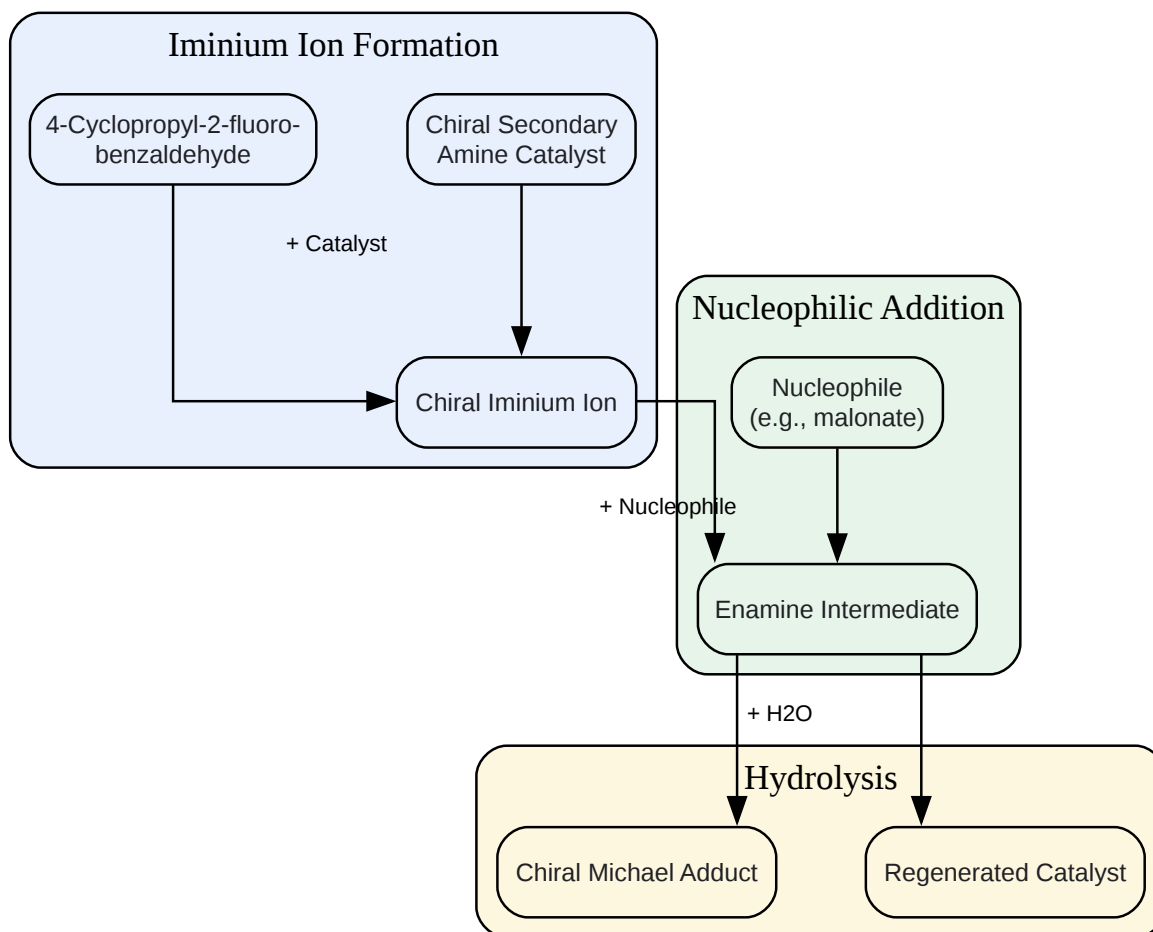 Iminium Ion Formation
4-Cyclopropyl-2-fluoro-
benzaldehyde
Chiral Secondary
Amine Catalyst
+ Catalyst
Chiral Iminium Ion
Nucleophilic Addition
Nucleophile
(e.g., malonate)
+ Nucleophile
Enamine Intermediate
+ H2O
Hydrolysis
Chiral Michael Adduct
Regenerated Catalyst